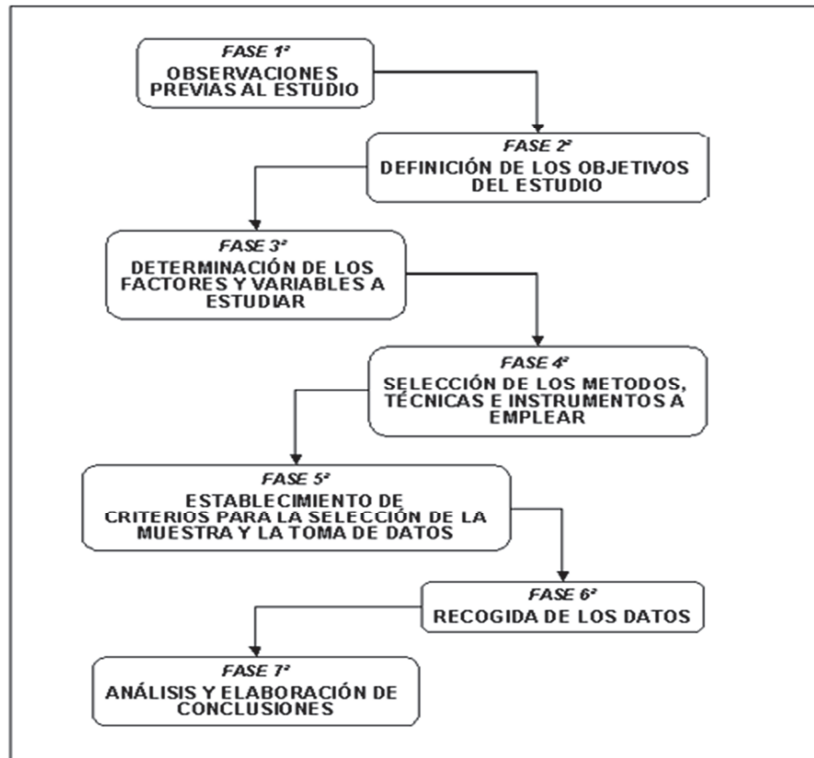 FASE 1ª
OBSERVACIONES
PREVIAS AL ESTUDIO
FASE 2ª
DEFINICIÓN DE LOS OBJETIVOS
DEL ESTUDIO
FASE 3ª
DETERMINACIÓN DE LOS
FACTORES Y VARIABLES A
ESTUDIAR
FASE 4ª
SELECCIÓN DE LOS METODOS,
TÉCNICAS E INSTRUMENTOS A
EMPLEAR
FASE 5ª
ESTABLECIMIENTO DE
CRITERIOS PARA LA SELECCIÓN DE LA
MUESTRA Y LA TOMA DE DATOS
FASE 6ª
RECOGIDA DE LOS DATOS
FASE 7ª
ANÁLISIS Y ELABORACIÓN DE
CONCLUSIONES